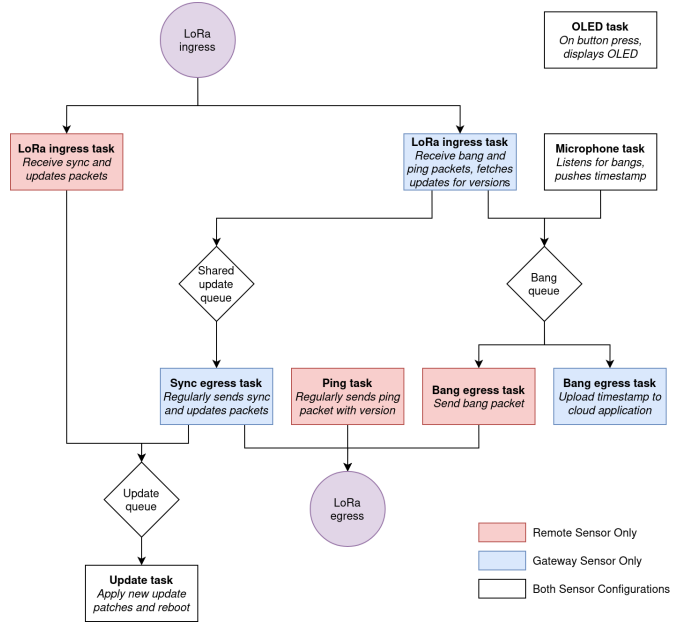 LoRa
ingress
OLED task
On button press,
displays OLED
LoRa ingress task
Receive sync and
updates packets
LoRa ingress task
Receive bang and
ping packets, fetches
updates for versions
Microphone task
Listens for bangs,
pushes timestamp
Shared
update
queue
Bang
queue
Sync egress task
Regularly sends sync
and updates packets
Ping task
Regularly sends ping
packet with version
Bang egress task
Send bang packet
Bang egress task
Upload timestamp to
cloud application
Update
queue
LoRa
egress
Update task
Apply new update
patches and reboot
Remote Sensor Only
Gateway Sensor Only
Both Sensor Configurations